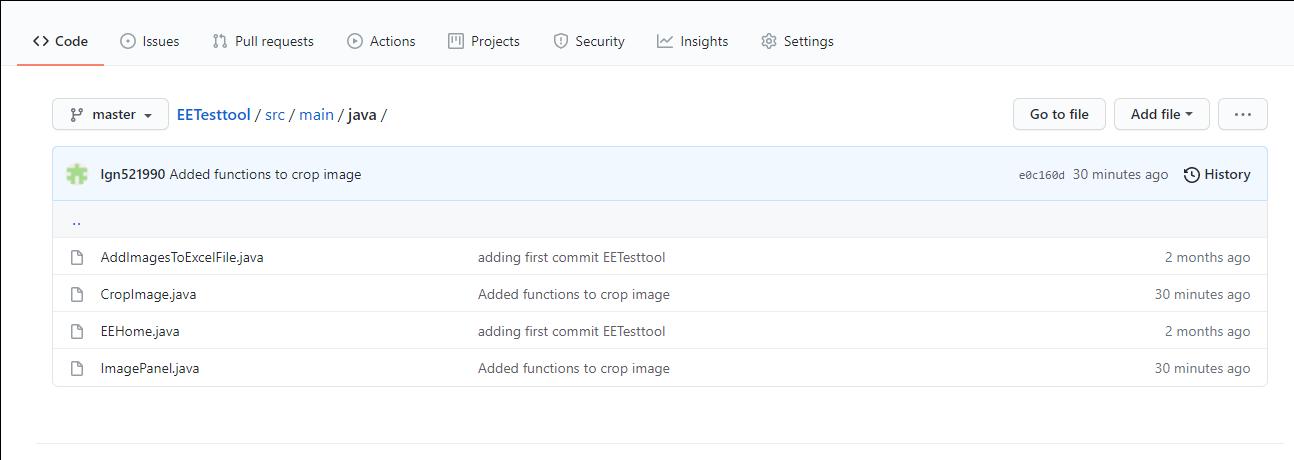 Code Issues Pull requests Actions Projects Security Insights Settings
master EETesttool / src / main / java / Go to file Add file ...
lgn521990 Added functions to crop image e0c160d 30 minutes ago History
..
AddImagesToExcelFile.java adding first commit EETesttool 2 months ago
CropImage.java Added functions to crop image 30 minutes ago
EEHome.java adding first commit EETesttool 2 months ago
ImagePanel.java Added functions to crop image 30 minutes ago